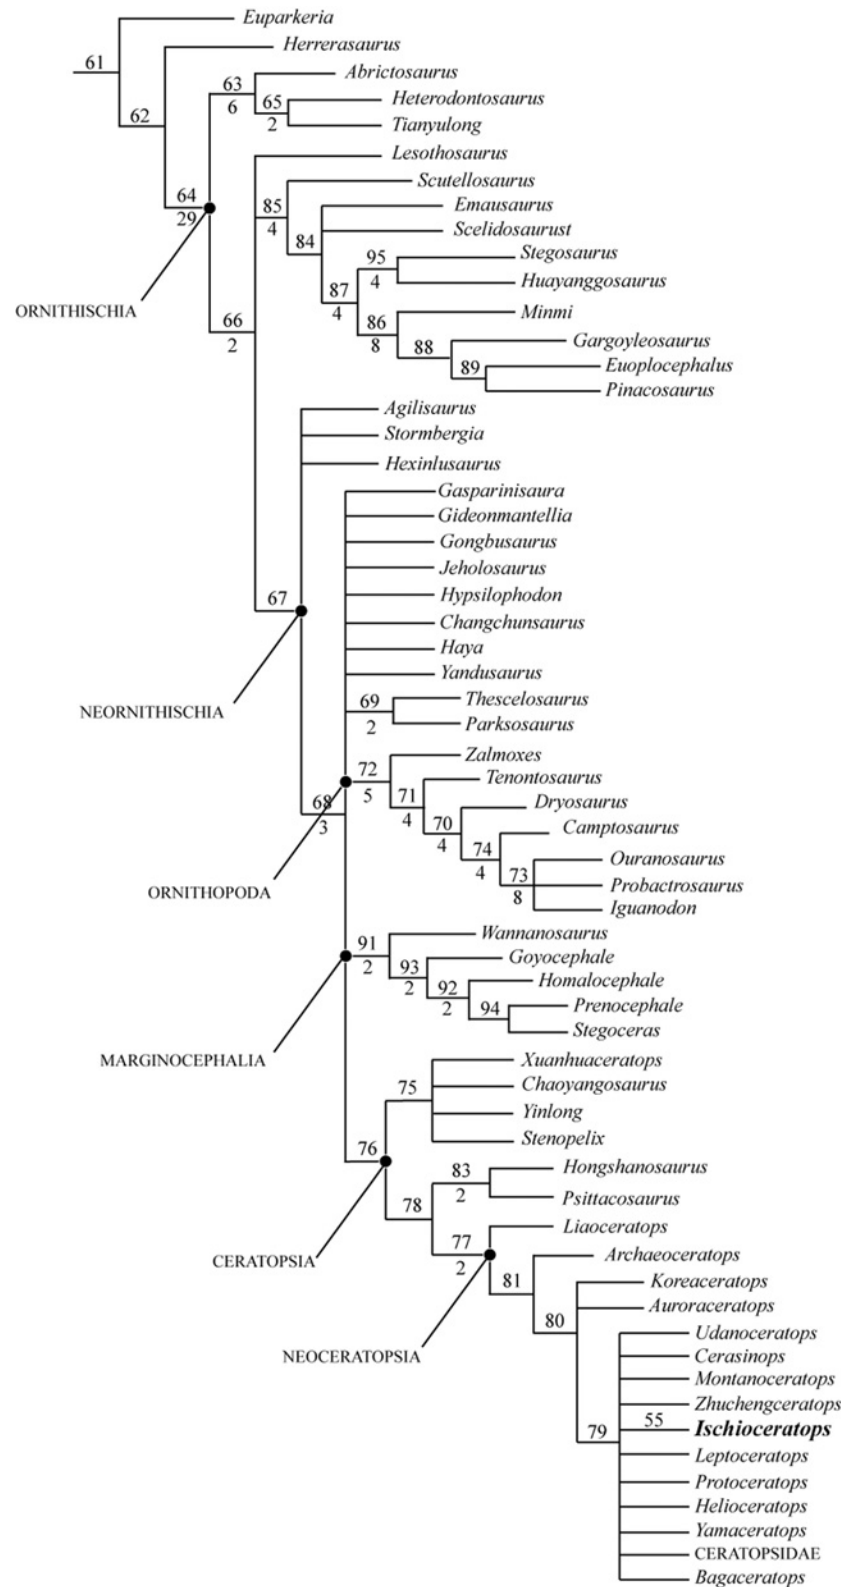 Euparkeria
Herrerasaurus
61
Abrictosaurus
63
6
65
2
Heterodontosaurus
Tianyulong
62
Lesothosaurus
64
29
Scutellosaurus
85
4
Emausaurus
84
Scelidosaurust
95
4
Stegosaurus
Huayanggosaurus
87
4
ORNITHISCHIA
66
2
86
8
Minmi
88
Gargoyleosaurus
89
Euoplocephalus
Pinacosaurus
Agilisaurus
Stormbergia
Hexinlusaurus
Gasparinisaura
Gideonmantellia
Gongbusaurus
Jeholosaurus
67
Hypsilophodon
Changchunsaurus
Haya
Yandusaurus
NEORNITHISCHIA
69
2
Thescelosaurus
Parksosaurus
Zalmoxes
72
5
Tenontosaurus
71
4
Dryosaurus
68
3
70
4
Camptosaurus
74
4
Ouranosaurus
73
8
Probactrosaurus
Iguanodon
ORNITHOPODA
Wannanosaurus
91
2
Goyocephale
93
2
Homalocephale
92
2
Prenocephale
94
Stegoceras
MARGINOCEPHALIA
Xuanhuaceratops
75
Chaoyangosaurus
Yinlong
Stenopelix
76
Hongshanosaurus
83
2
Psittacosaurus
78
Liaoceratops
77
2
CERATOPSIA
Archaeoceratops
81
Koreaceratops
Auroraceratops
80
NEOCERATOPSIA
Udanoceratops
Cerasinops
Montanoceratops
Zhuchengceratops
55
Ischioceratops
79
Leptoceratops
Protoceratops
Helioceratops
Yamaceratops
CERATOPSIDAE
Bagaceratops